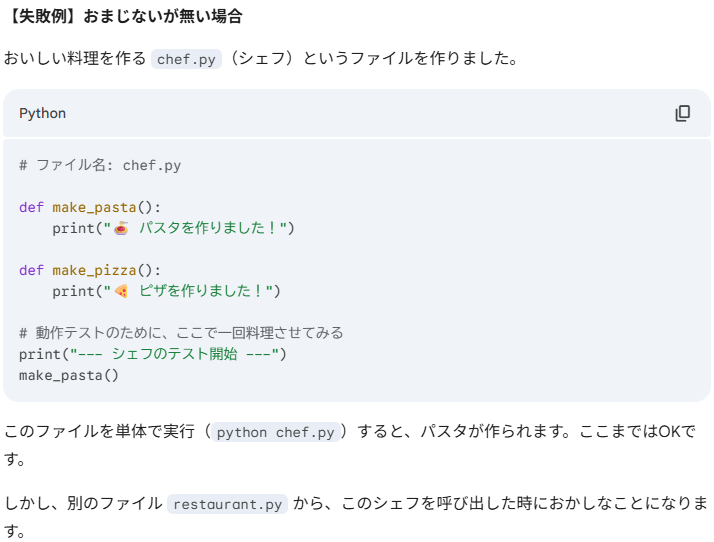 【失敗例】おまじないが無い場合
おいしい料理を作る chef.py（シェフ）というファイルを作りました。
Python
# ファイル名: chef.py
def make_pasta():
    print("🍝 パスタを作りました！")
def make_pizza():
    print("🍕 ピザを作りました！")
# 動作テストのために、ここで一回料理させてみる
print("--- シェフのテスト開始 ---")
make_pasta()
このファイルを単体で実行（python chef.py）すると、パスタが作られます。ここまではOKで
す。
しかし、別のファイル restaurant.py から、このシェフを呼び出した時におかしなことになりま
す。